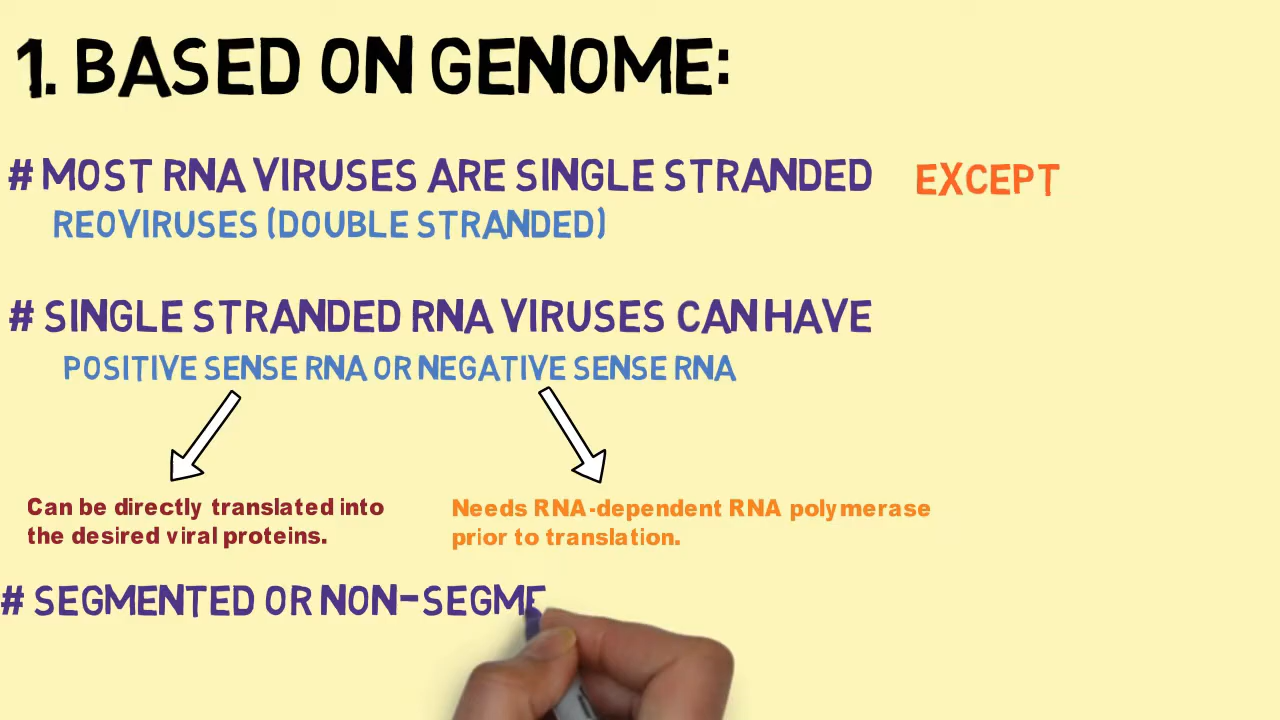 1. BASED ON GENOME:
# MOST RNA VIRUSES ARE SINGLE STRANDED EXCEPT
REOVIRUSES (DOUBLE STRANDED)
# SINGLE STRANDED RNA VIRUSES CAN HAVE
POSITIVE SENSE RNA OR NEGATIVE SENSE RNA
Can be directly translated into
the desired viral proteins.
Needs RNA-dependent RNA polymerase
prior to translation.
# SEGMENTED OR NON-SEGME